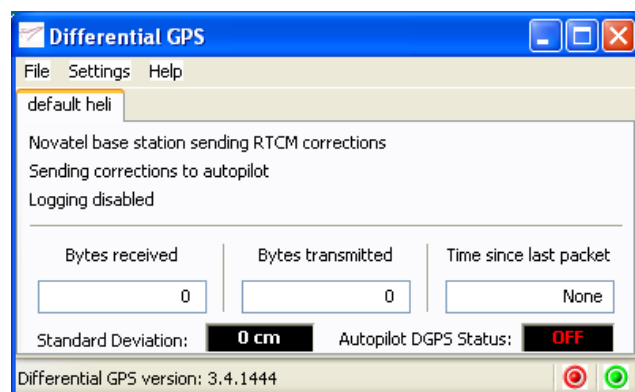 Differential GPS
File Settings Help
default heli
Novatel base station sending RTCM corrections
Sending corrections to autopilot
Logging disabled
Bytes received Bytes transmitted Time since last packet
0 0 None
Standard Deviation: 0 cm Autopilot DGPS Status: OFF
Differential GPS version: 3.4.1444